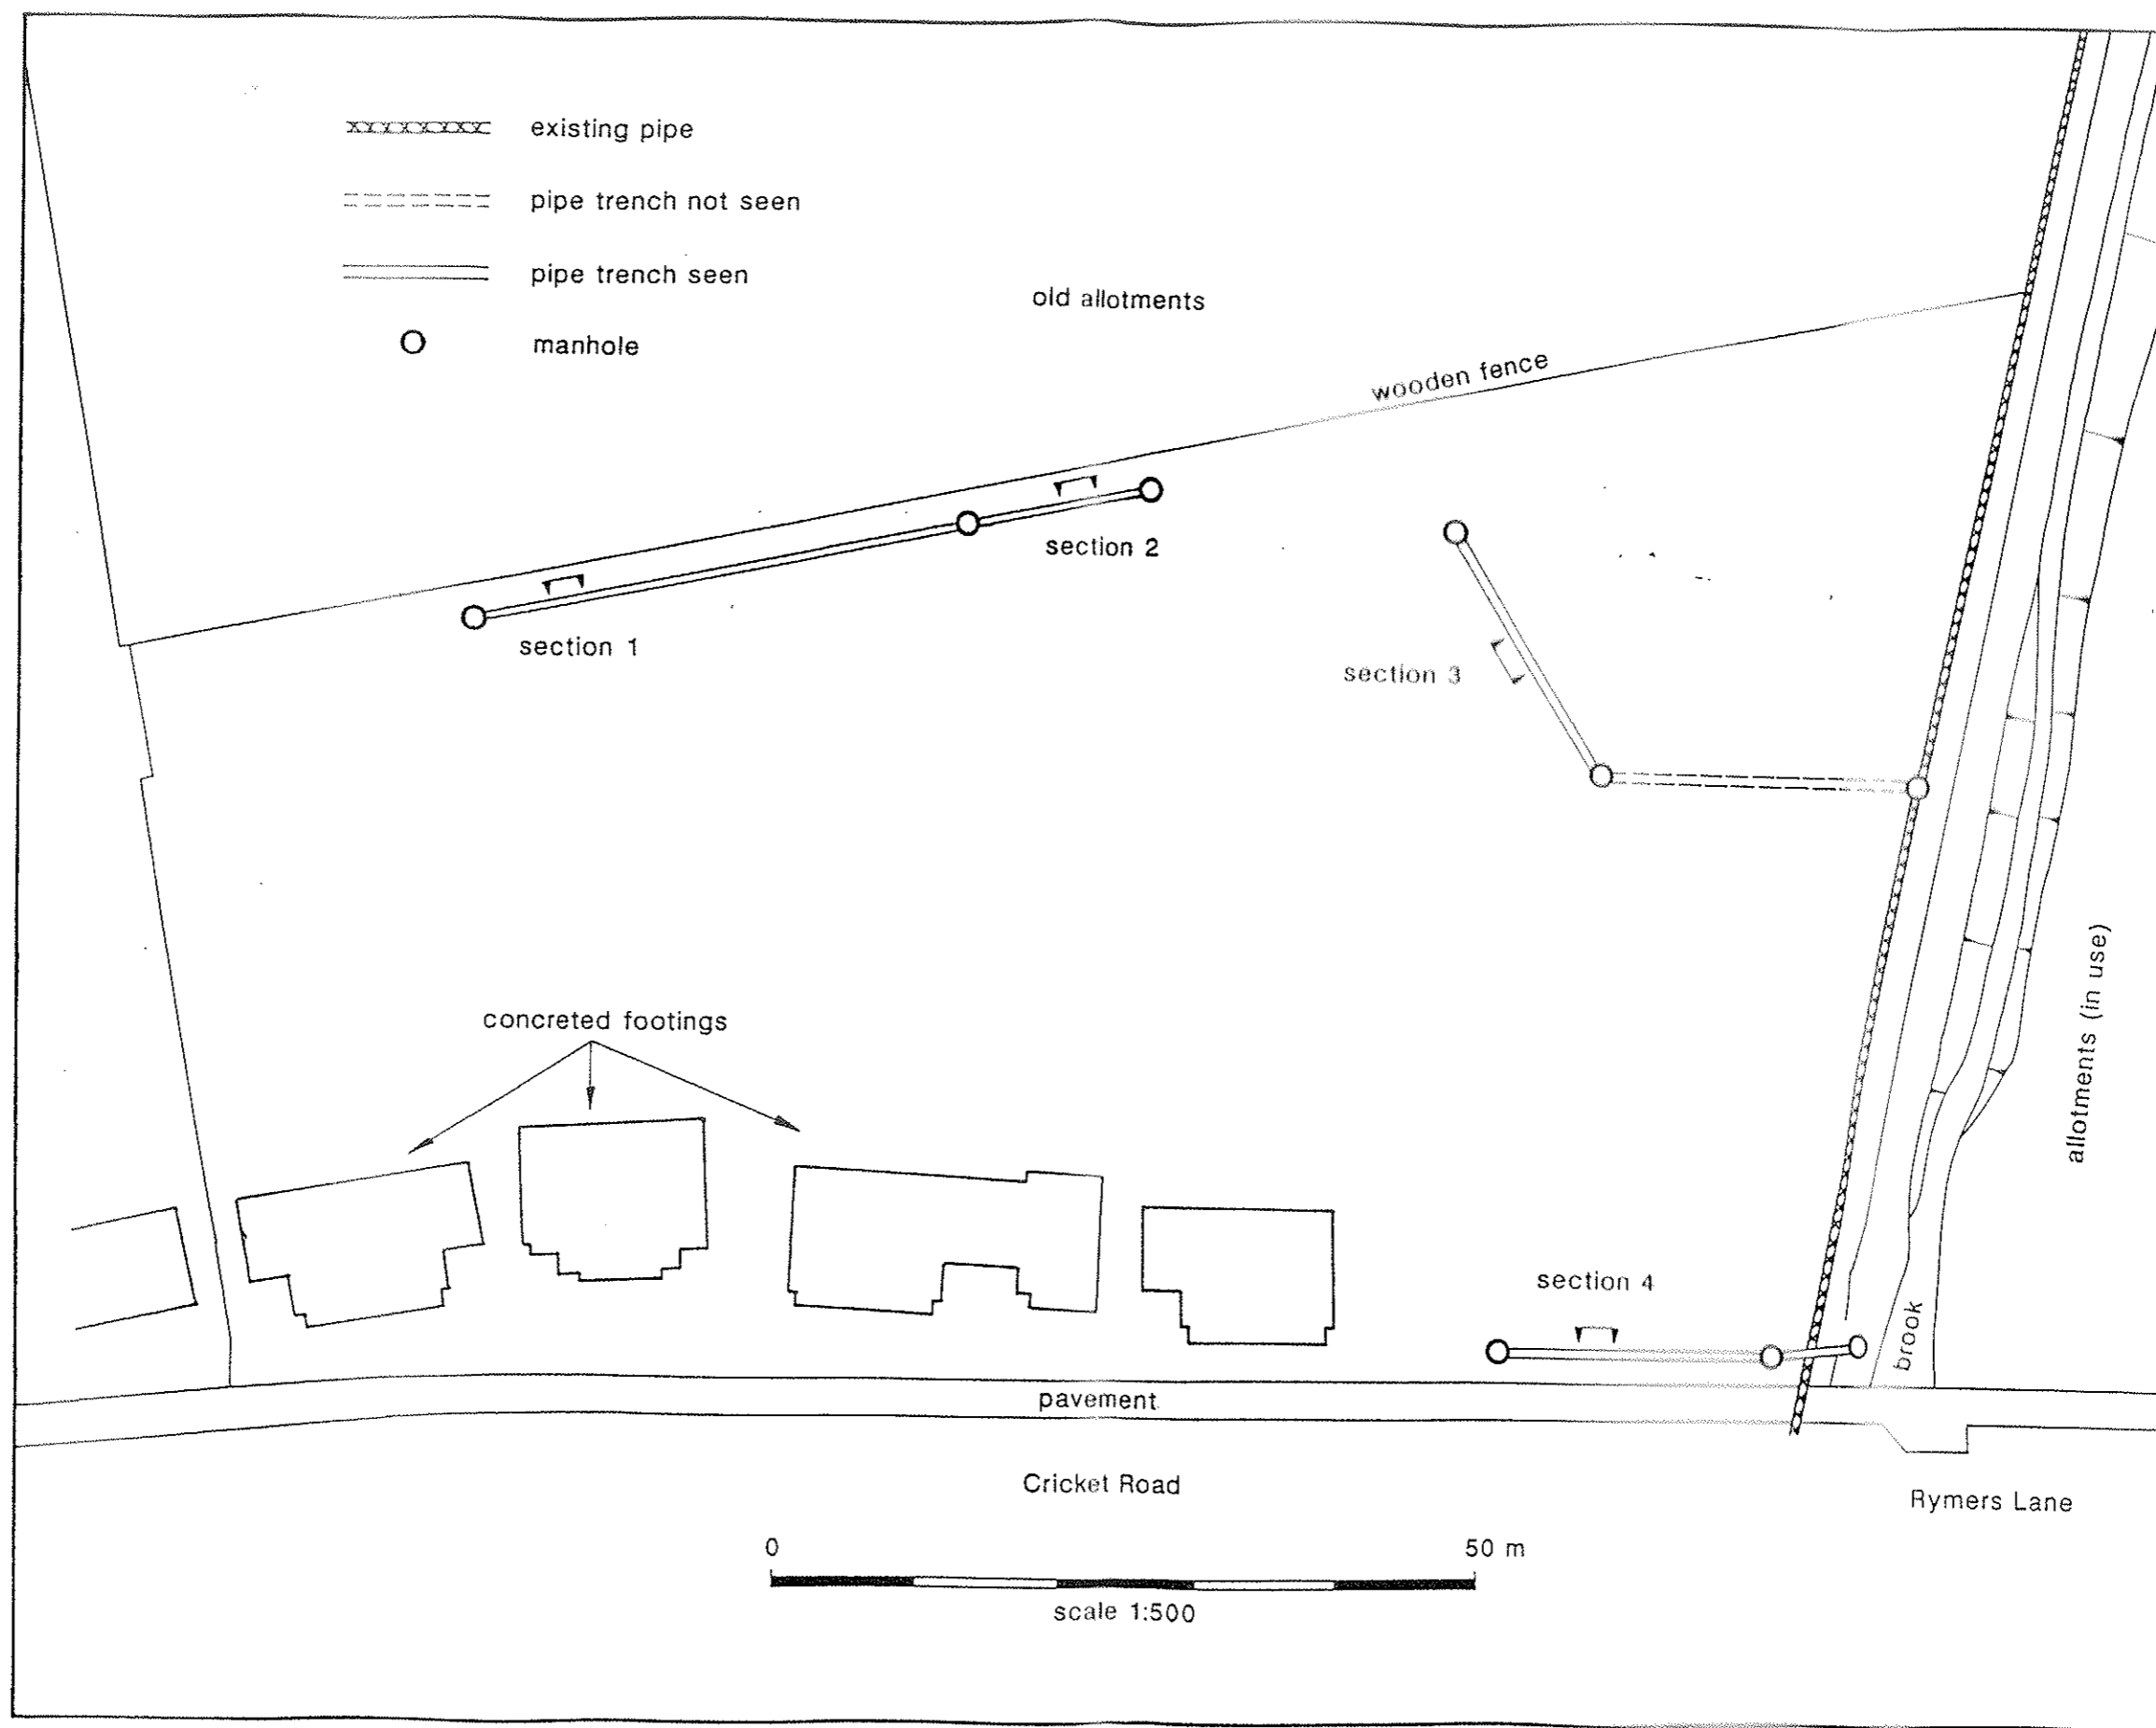 existing pipe
pipe trench not seen
pipe trench seen
manhole
old allotments
wooden fence
section 2
section 1
section 3
allotments (in use)
concreted footings
section 4
brook
pavement
Cricket Road
Rymers Lane
0 50 m
scale 1:500